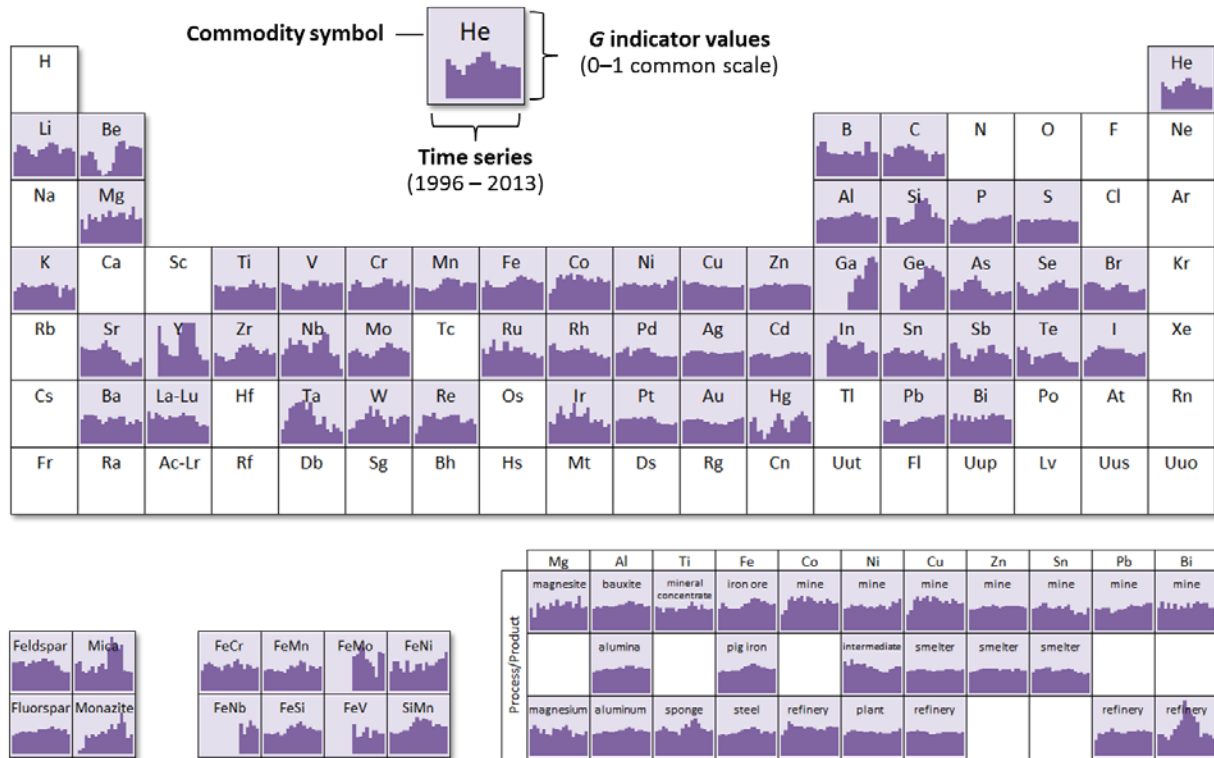 Commodity symbol
He
G indicator values
(0–1 common scale)
Time series
(1996 – 2013)
H He
Li Be B C N O F Ne
Na Mg Al Si P S Cl Ar
K Ca Sc Ti V Cr Mn Fe Co Ni Cu Zn Ga Ge As Se Br Kr
Rb Sr Y Zr Nb Mo Tc Ru Rh Pd Ag Cd In Sn Sb Te I Xe
Cs Ba La-Lu Hf Ta W Re Os Ir Pt Au Hg Tl Pb Bi Po At Rn
Fr Ra Ac-Lr Rf Db Sg Bh Hs Mt Ds Rg Cn Uut Fl Uup Lv Uus Uuo
Feldspar Mica
Fluorspar Monazite
FeCr FeMn FeMo FeNi
FeNb FeSi FeV SiMn
Process/Product
Mg Al Ti Fe Co Ni Cu Zn Sn Pb Bi
magnesite bauxite mineral concentrate iron ore mine mine mine mine mine mine mine
alumina pig iron intermediate smelter smelter smelter
magnesium aluminum sponge steel refinery plant refinery refinery refinery